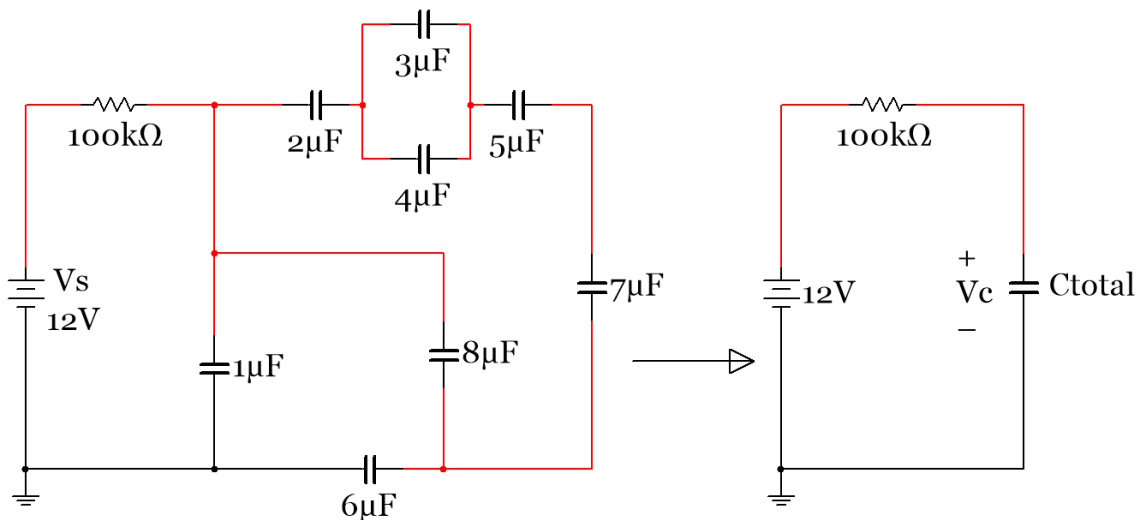 3µF
100kΩ
2µF
5µF
100kΩ
4µF
Vs
12V
7µF
12V
+
Vc
–
Ctotal
1µF
8µF
6µF